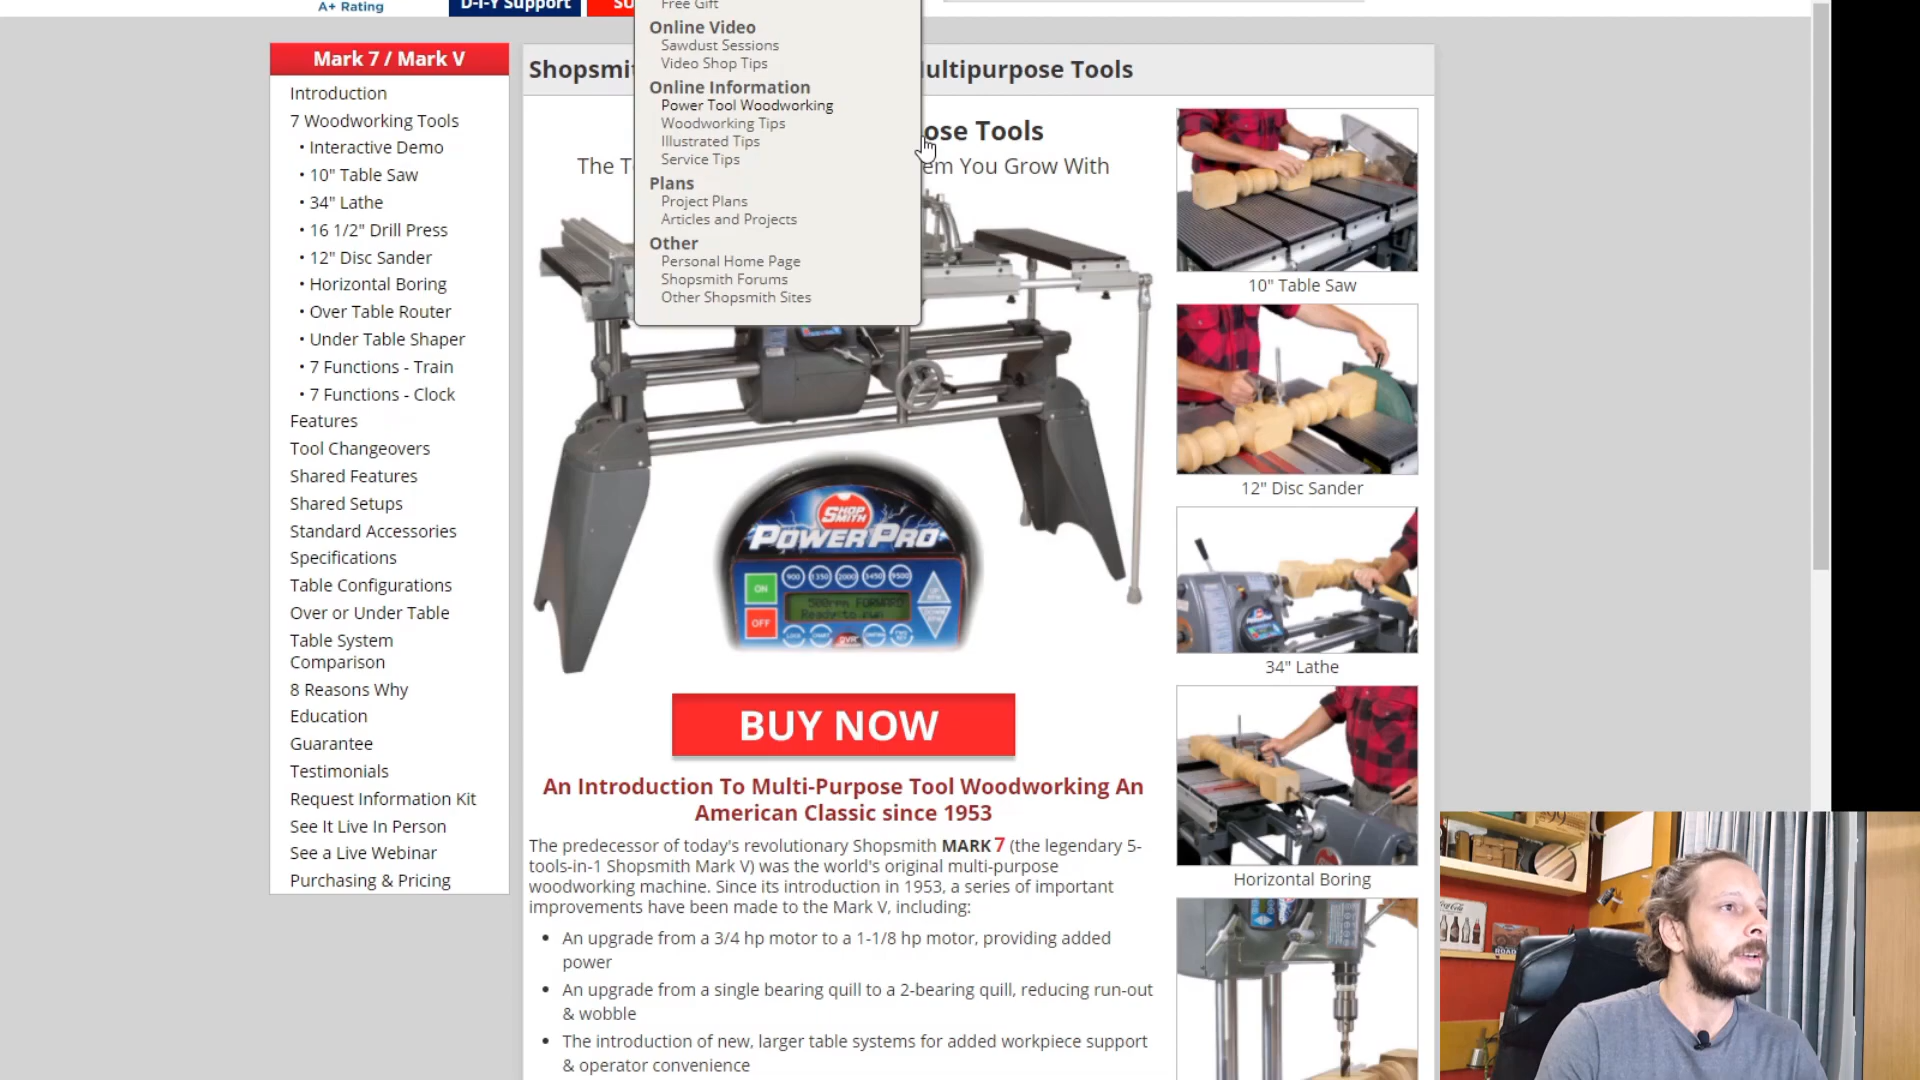 A+ Rating
D-I-Y Support
Free Gift
Online Video
Sawdust Sessions
Video Shop Tips
Online Information
Power Tool Woodworking
Woodworking Tips
Illustrated Tips
Service Tips
Plans
Project Plans
Articles and Projects
Other
Personal Home Page
Shopsmith Forums
Other Shopsmith Sites
Mark 7 / Mark V
Introduction
7 Woodworking Tools
• Interactive Demo
• 10" Table Saw
• 34" Lathe
• 16 1/2" Drill Press
• 12" Disc Sander
• Horizontal Boring
• Over Table Router
• Under Table Shaper
• 7 Functions - Train
• 7 Functions - Clock
Features
Tool Changeovers
Shared Features
Shared Setups
Standard Accessories
Specifications
Table Configurations
Over or Under Table
Table System
Comparison
8 Reasons Why
Education
Guarantee
Testimonials
Request Information Kit
See It Live In Person
See a Live Webinar
Purchasing & Pricing
Shopsmi ultipurpose Tools
ose Tools
The T em You Grow With
SHOP
SMITH
POWERPRO
900 1350 2000 3450 9500
ON
500rpm FORWARD
Ready to run
OFF
BUY NOW
An Introduction To Multi-Purpose Tool Woodworking An
American Classic since 1953
The predecessor of today's revolutionary Shopsmith MARK 7 (the legendary 5-
tools-in-1 Shopsmith Mark V) was the world's original multi-purpose
woodworking machine. Since its introduction in 1953, a series of important
improvements have been made to the Mark V, including:
• An upgrade from a 3/4 hp motor to a 1-1/8 hp motor, providing added
power
• An upgrade from a single bearing quill to a 2-bearing quill, reducing run-out
& wobble
• The introduction of new, larger table systems for added workpiece support
& operator convenience
10" Table Saw
12" Disc Sander
34" Lathe
Horizontal Boring